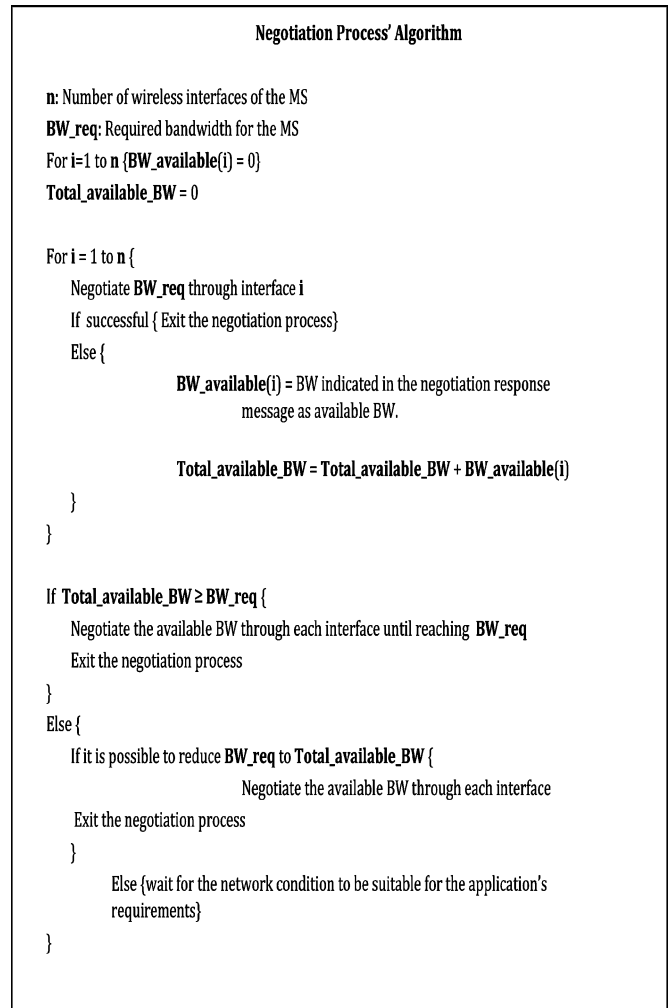 Negotiation Process' Algorithm
n: Number of wireless interfaces of the MS
BW_req: Required bandwidth for the MS
For i=1 to n {BW_available(i) = 0}
Total_available_BW = 0
For i = 1 to n {
Negotiate BW_req through interface i
If successful { Exit the negotiation process}
Else {
BW_available(i) = BW indicated in the negotiation response
message as available BW.
Total_available_BW = Total_available_BW + BW_available(i)
}
}
If Total_available_BW ≥ BW_req {
Negotiate the available BW through each interface until reaching BW_req
Exit the negotiation process
}
Else {
If it is possible to reduce BW_req to Total_available_BW {
Negotiate the available BW through each interface
Exit the negotiation process
}
Else {wait for the network condition to be suitable for the application's
requirements}
}